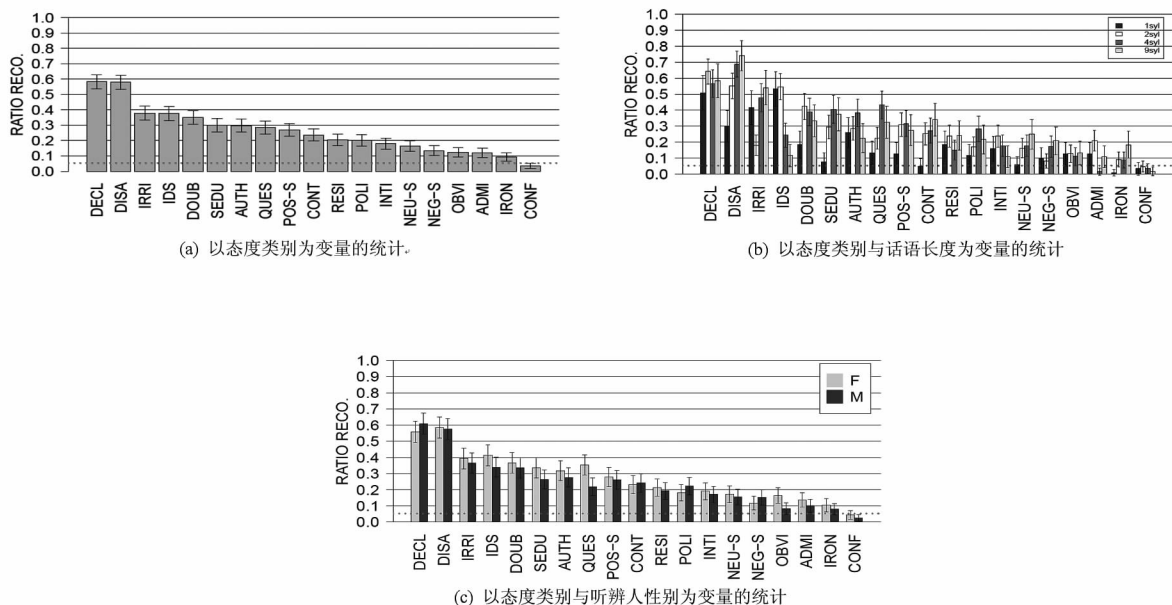 RATIO RECO.
1.0
0.9
0.8
0.7
0.6
0.5
0.4
0.3
0.2
0.1
0.0
DECL
DISA
IRRI
IDS
DOUB
SEDU
AUTH
QUES
POS-S
CONT
RESI
POLI
INTI
NEU-S
NEG-S
OBVI
ADMI
IRON
CONF
(a) 以态度类别为变量的统计
RATIO RECO.
1.0
0.9
0.8
0.7
0.6
0.5
0.4
0.3
0.2
0.1
0.0
1syl
2syl
4syl
9syl
DECL
DISA
IRRI
IDS
DOUB
SEDU
AUTH
QUES
POS-S
CONT
RESI
POLI
INTI
NEU-S
NEG-S
OBVI
ADMI
IRON
CONF
(b) 以态度类别与话语长度为变量的统计
RATIO RECO.
1.0
0.9
0.8
0.7
0.6
0.5
0.4
0.3
0.2
0.1
0.0
F
M
DECL
DISA
IRRI
IDS
DOUB
SEDU
AUTH
QUES
POS-S
CONT
RESI
POLI
INTI
NEU-S
NEG-S
OBVI
ADMI
IRON
CONF
(c) 以态度类别与听辨人性别为变量的统计